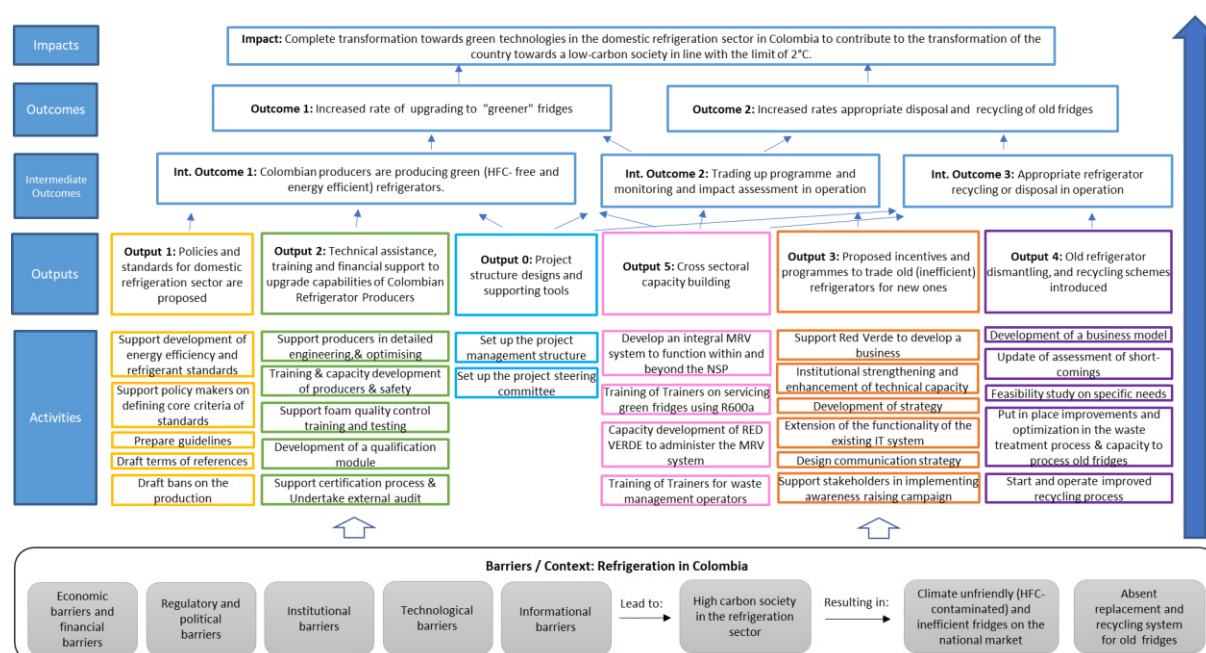 Impacts
Impact: Complete transformation towards green technologies in the domestic refrigeration sector in Colombia to contribute to the transformation of the
country towards a low-carbon society in line with the limit of 2°C.
Outcomes
Outcome 1: Increased rate of upgrading to "greener" fridges
Outcome 2: Increased rates appropriate disposal and recycling of old fridges
Intermediate
Outcomes
Int. Outcome 1: Colombian producers are producing green (HFC- free and
energy efficient) refrigerators.
Int. Outcome 2: Trading up programme and
monitoring and impact assessment in operation
Int. Outcome 3: Appropriate refrigerator
recycling or disposal in operation
Outputs
Output 1: Policies and
standards for domestic
refrigeration sector are
proposed
Output 2: Technical assistance,
training and financial support to
upgrade capabilities of Colombian
Refrigerator Producers
Output 0: Project
structure designs and
supporting tools
Output 5: Cross sectoral
capacity building
Output 3: Proposed incentives and
programmes to trade old (inefficient)
refrigerators for new ones
Output 4: Old refrigerator
dismantling, and recycling schemes
introduced
Activities
Support development of
energy efficiency and
refrigerant standards
Support policy makers on
defining core criteria of
standards
Prepare guidelines
Draft terms of references
Draft bans on the
production
Support producers in detailed
engineering,& optimising
Training & capacity development
of producers & safety
Support foam quality control
training and testing
Development of a qualification
module
Support certification process &
Undertake external audit
Set up the project
management structure
Set up the project steering
committee
Develop an integral MRV
system to function within and
beyond the NSP
Training of Trainers on servicing
green fridges using R600a
Capacity development of RED
VERDE to administer the MRV
system
Training of Trainers for waste
management operators
Support Red Verde to develop a
business
Institutional strengthening and
enhancement of technical capacity
Development of strategy
Extension of the functionality of the
existing IT system
Design communication strategy
Support stakeholders in implementing
awareness raising campaign
Development of a business model
Update of assessment of short-
comings
Feasibility study on specific needs
Put in place improvements and
optimization in the waste
treatment process & capacity to
process old fridges
Start and operate improved
recycling process
Barriers / Context: Refrigeration in Colombia
Economic
barriers and
financial
barriers
Regulatory and
political
barriers
Institutional
barriers
Technological
barriers
Informational
barriers
Lead to:
High carbon society
in the refrigeration
sector
Resulting in:
Climate unfriendly (HFC-
contaminated) and
inefficient fridges on the
national market
Absent
replacement and
recycling system
for old fridges